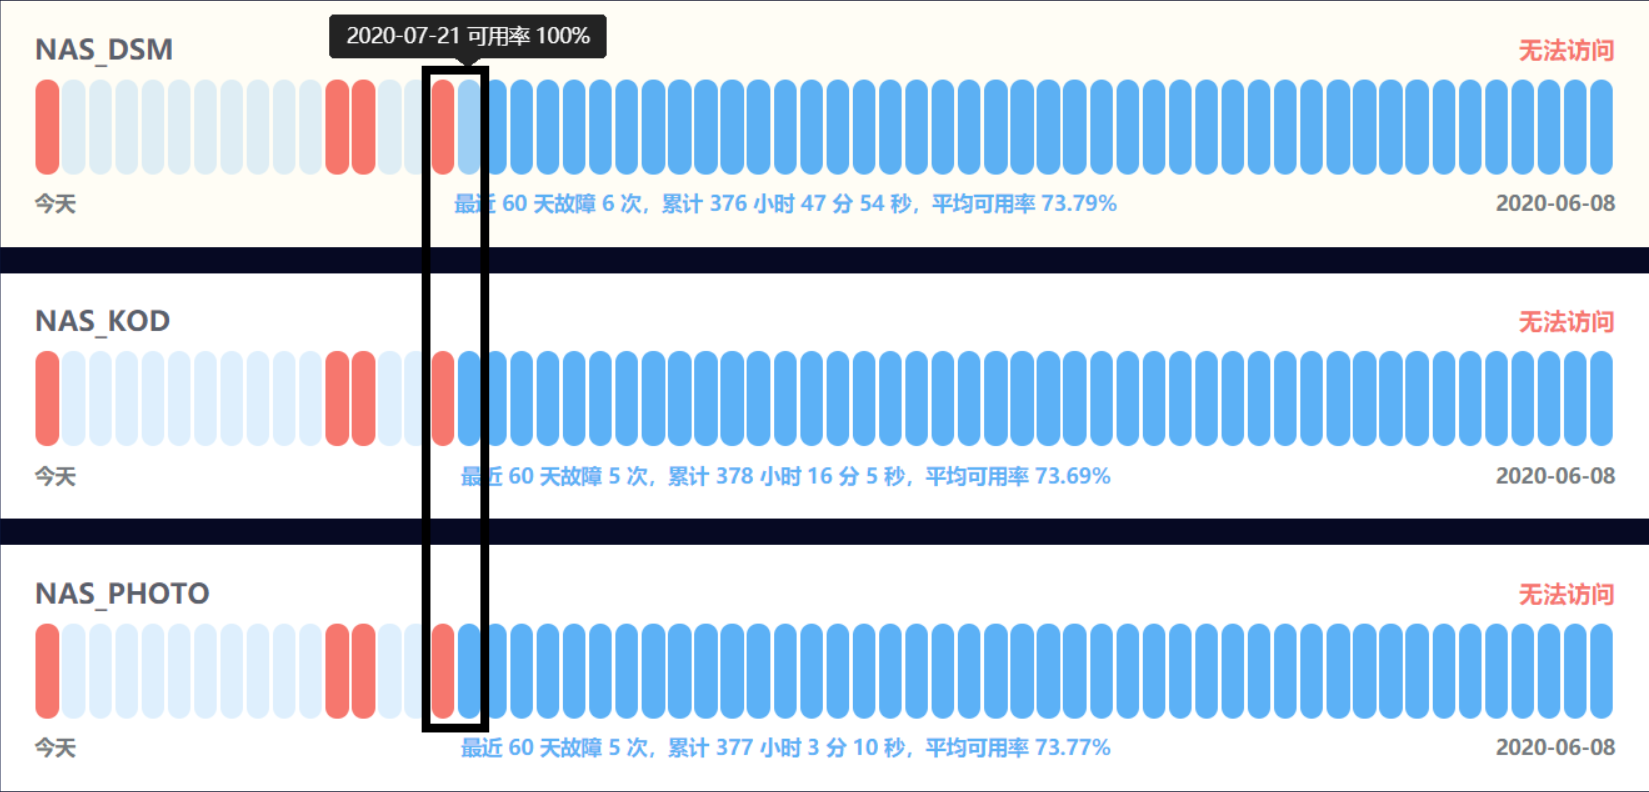 2020-07-21 可用率 100%
NAS_DSM
无法访问
今天
最近 60 天故障 6 次，累计 376 小时 47 分 54 秒，平均可用率 73.79%
2020-06-08
NAS_KOD
无法访问
今天
最近 60 天故障 5 次，累计 378 小时 16 分 5 秒，平均可用率 73.69%
2020-06-08
NAS_PHOTO
无法访问
今天
最近 60 天故障 5 次，累计 377 小时 3 分 10 秒，平均可用率 73.77%
2020-06-08